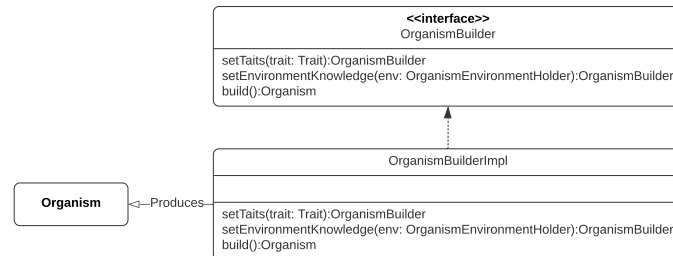 <<interface>>
OrganismBuilder
setTaits(trait: Trait):OrganismBuilder
setEnvironmentKnowledge(env: OrganismEnvironmentHolder):OrganismBuilder
build():Organism
OrganismBuilderImpl
Organism
Produces
setTaits(trait: Trait):OrganismBuilder
setEnvironmentKnowledge(env: OrganismEnvironmentHolder):OrganismBuilder
build():Organism